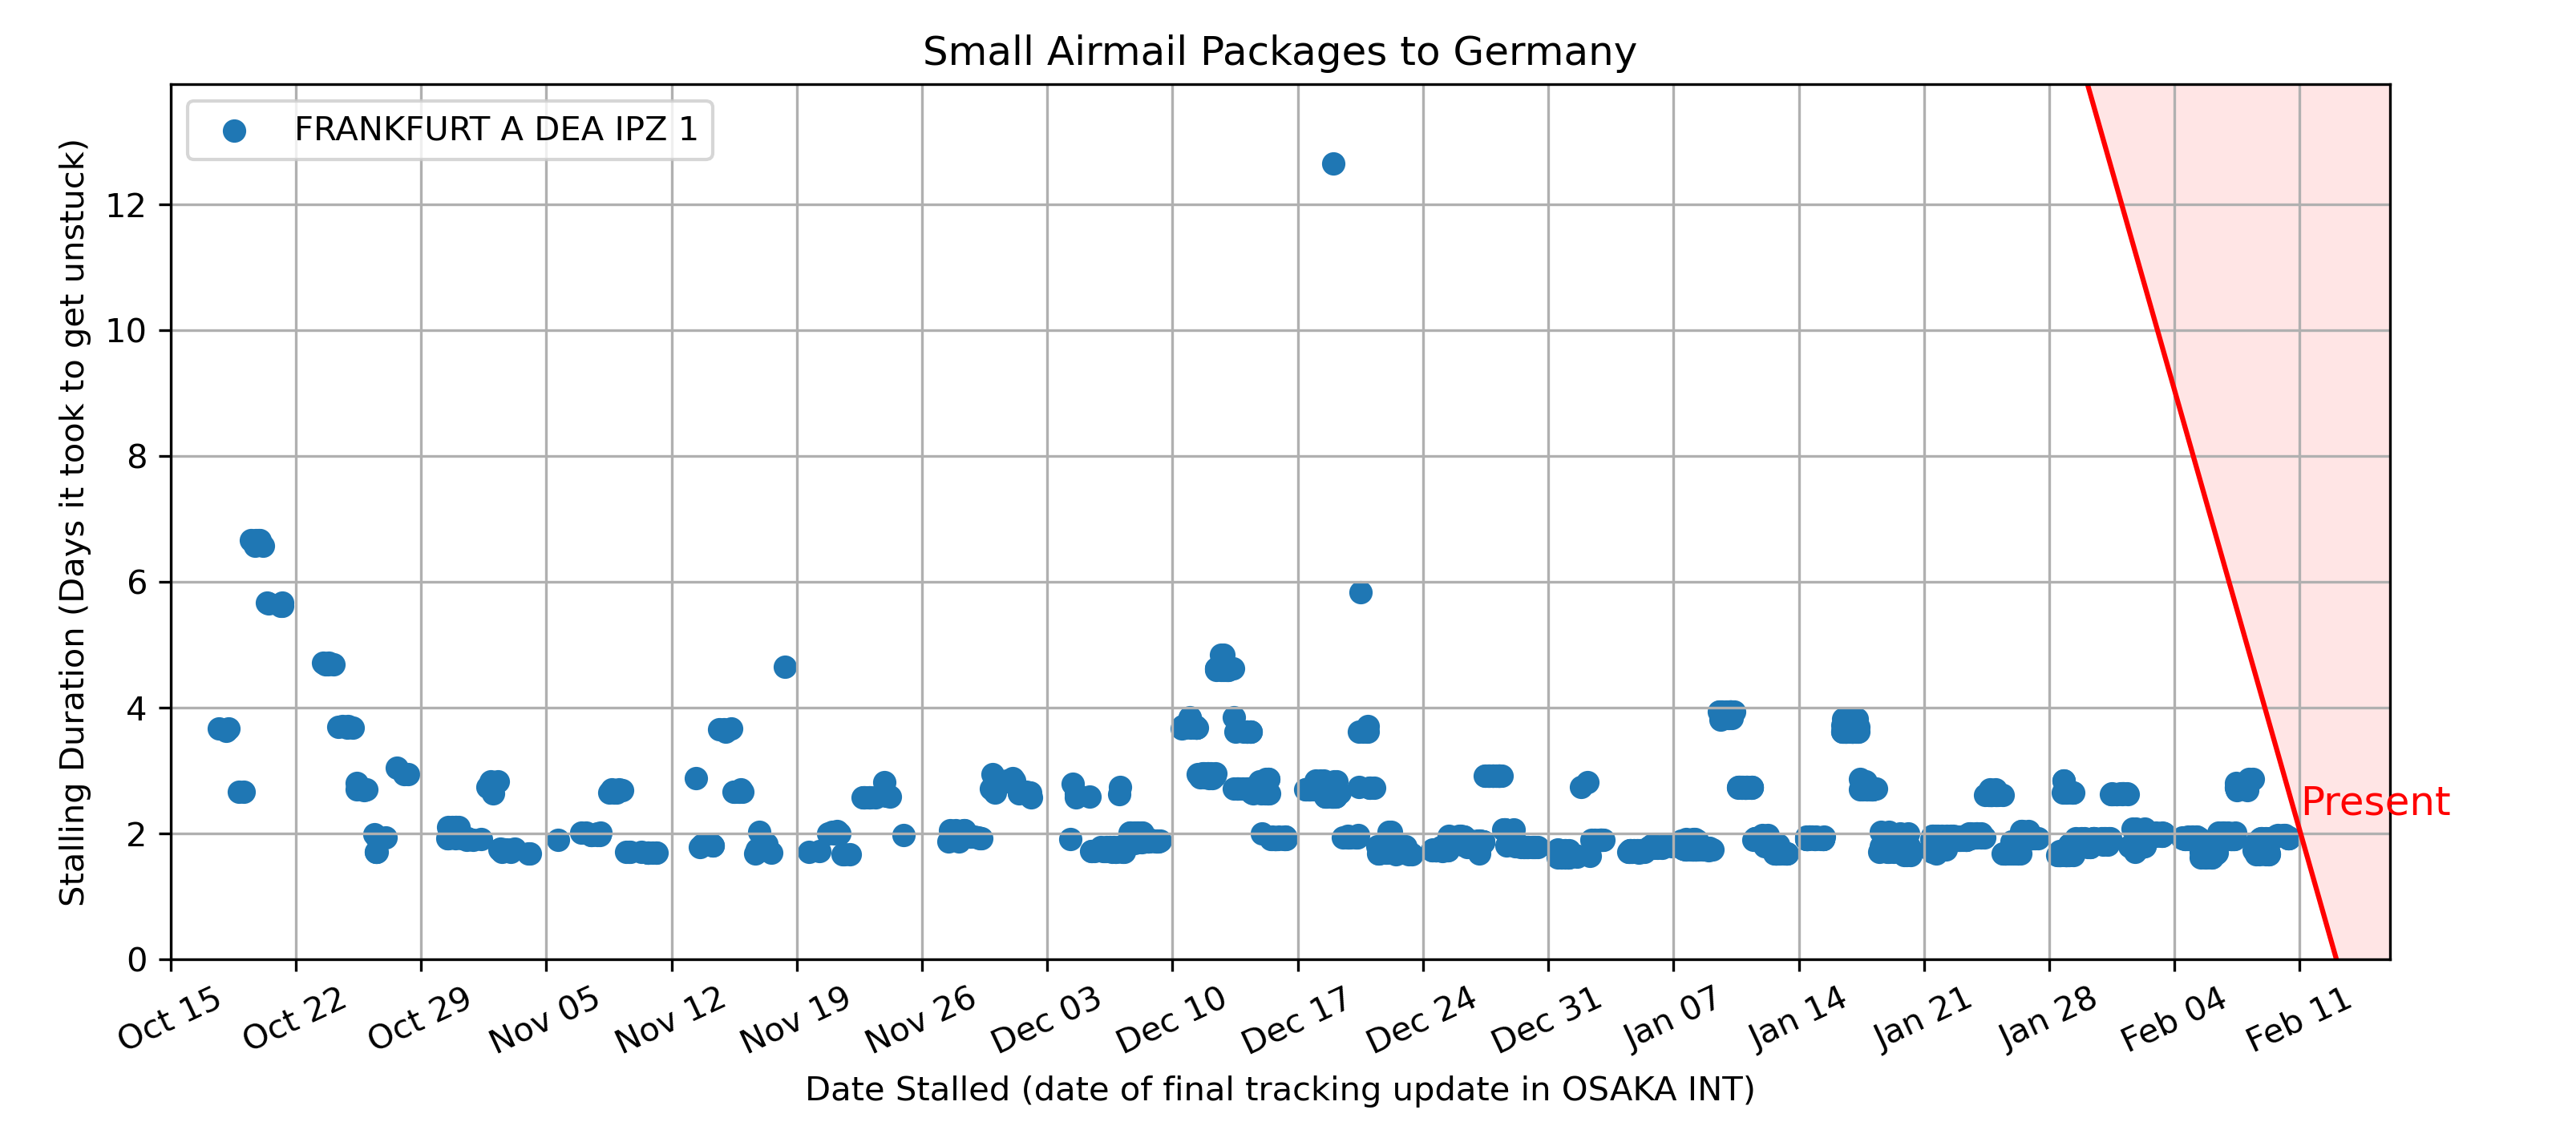 Small Airmail Packages to Germany
FRANKFURT A DEA IPZ 1
Stalling Duration (Days it took to get unstuck)
12
10
8
6
4
2
0
Present
Oct 15
Oct 22
Oct 29
Nov 05
Nov 12
Nov 19
Nov 26
Dec 03
Dec 10
Dec 17
Dec 24
Dec 31
Jan 07
Jan 14
Jan 21
Jan 28
Feb 04
Feb 11
Date Stalled (date of final tracking update in OSAKA INT)